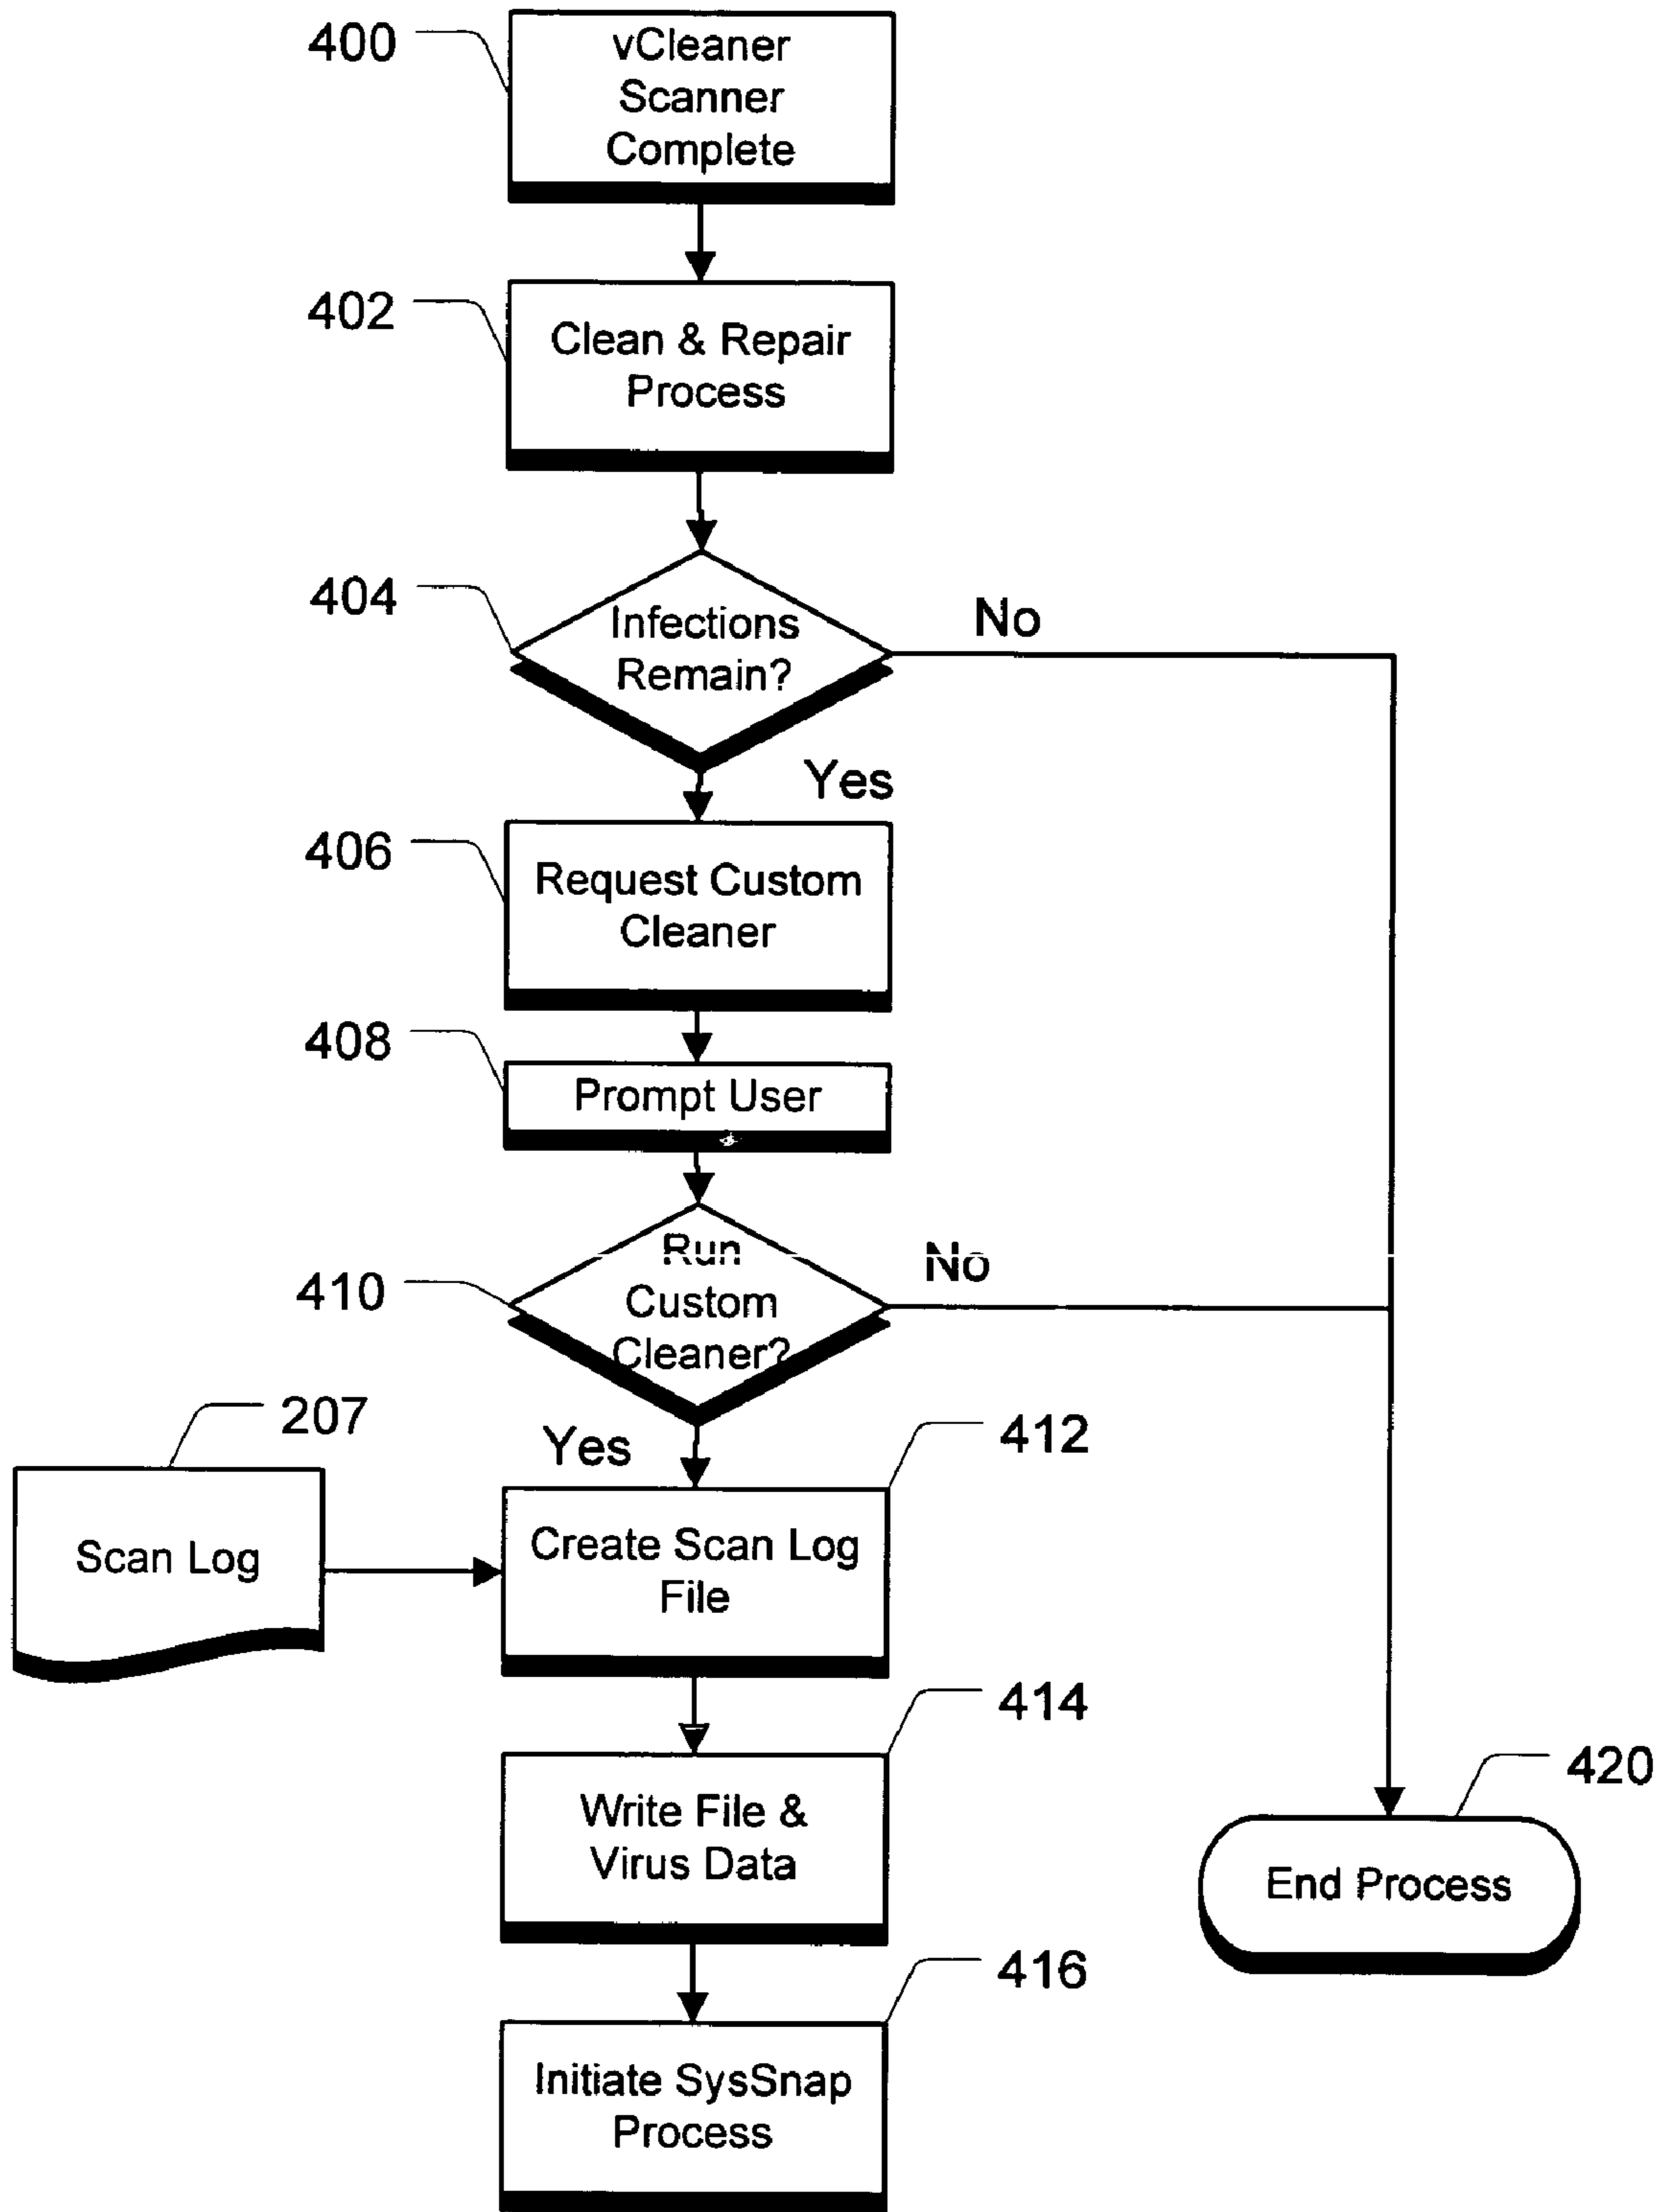 400
vCleaner
Scanner
Complete
402
Clean & Repair
Process
404
Infections
Remain?
No
Yes
406
Request Custom
Cleaner
408
Prompt User
410
Run
Custom
Cleaner?
No
Yes
207
Scan Log
412
Create Scan Log
File
414
Write File &
Virus Data
420
End Process
416
Initiate SysSnap
Process